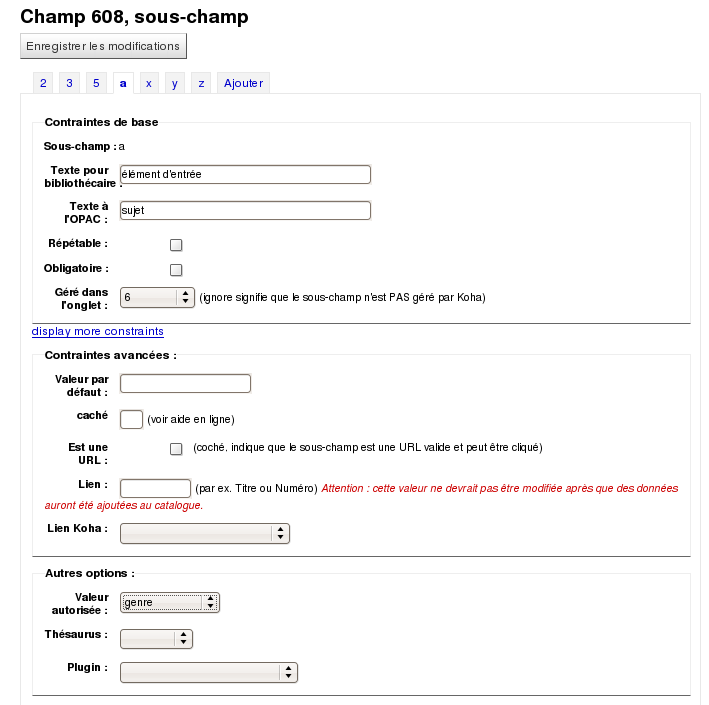 Champ 608, sous-champ
Enregistrer les modifications
2 3 5 a x y z Ajouter
Contraintes de base
Sous-champ : a
Texte pour
bibliothécaire : élément d'entrée
Texte à
l'OPAC : sujet
Répétable :
Obligatoire :
Géré dans
l'onglet : 6 (ignore signifie que le sous-champ n'est PAS géré par Koha)
display more constraints
Contraintes avancées :
Valeur par
défaut :
caché (voir aide en ligne)
Est une
URL : (coché, indique que le sous-champ est une URL valide et peut être cliqué)
Lien : (par ex. Titre ou Numéro) Attention : cette valeur ne devrait pas être modifiée après que des données
auront été ajoutées au catalogue.
Lien Koha :
Autres options :
Valeur
autorisée : genre
Thésaurus :
Plugin :